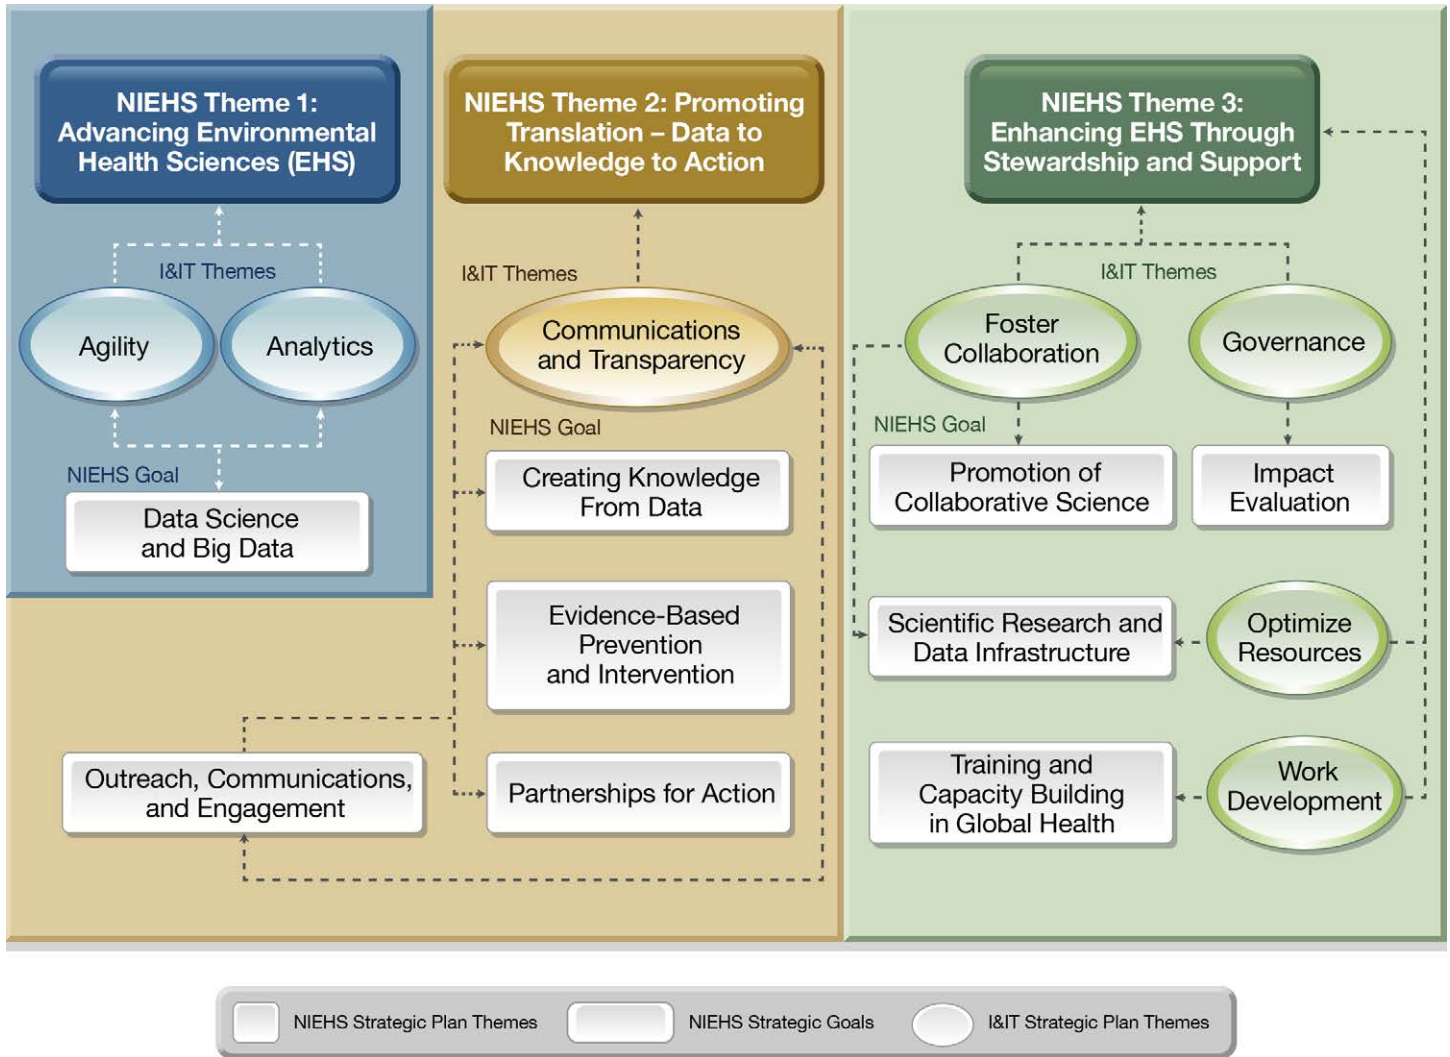 NIEHS Theme 1:
Advancing Environmental
Health Sciences (EHS)
I&IT Themes
Agility
Analytics
NIEHS Goal
Data Science
and Big Data
NIEHS Theme 2: Promoting
Translation – Data to
Knowledge to Action
I&IT Themes
Communications
and Transparency
NIEHS Goal
Creating Knowledge
From Data
Evidence-Based
Prevention
and Intervention
Outreach, Communications,
and Engagement
Partnerships for Action
NIEHS Theme 3:
Enhancing EHS Through
Stewardship and Support
I&IT Themes
Foster
Collaboration
Governance
NIEHS Goal
Promotion of
Collaborative Science
Impact
Evaluation
Scientific Research and
Data Infrastructure
Optimize
Resources
Training and
Capacity Building
in Global Health
Work
Development
NIEHS Strategic Plan Themes
NIEHS Strategic Goals
I&IT Strategic Plan Themes